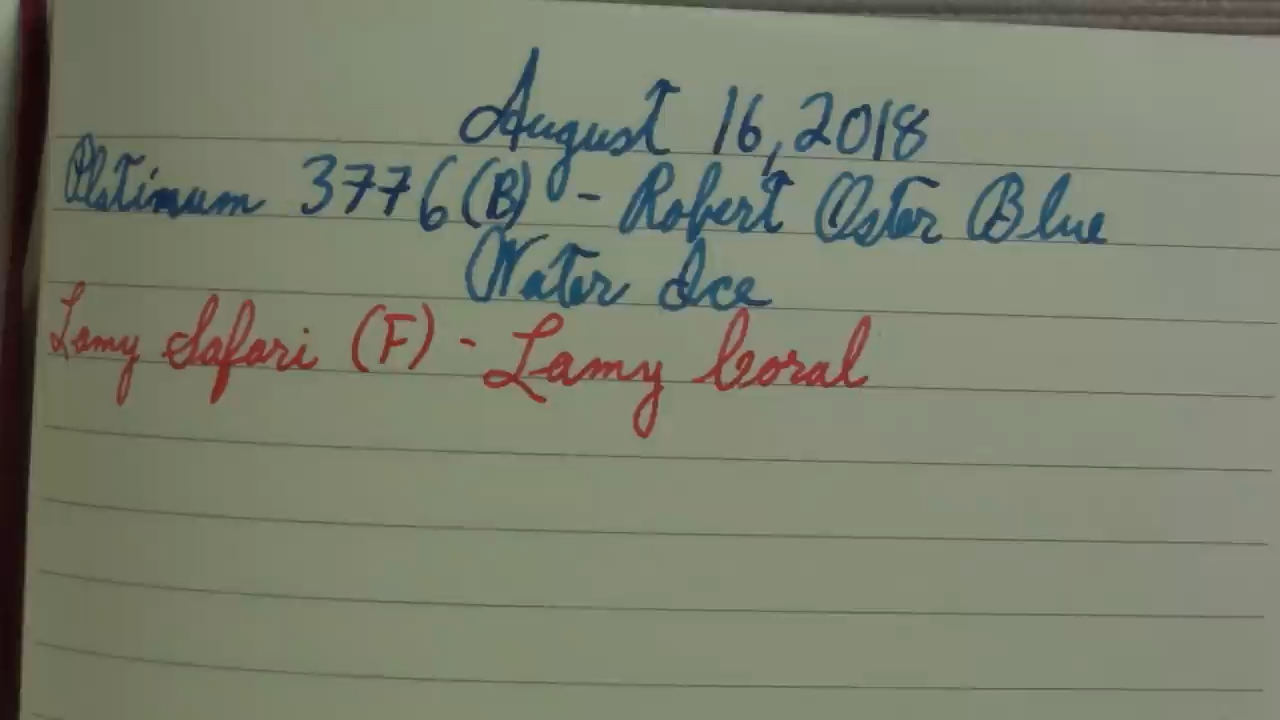 August 16, 2018
Platinum 3776 (B) - Robert Oster Blue
Water Ice
Lamy Safari (F) - Lamy Coral